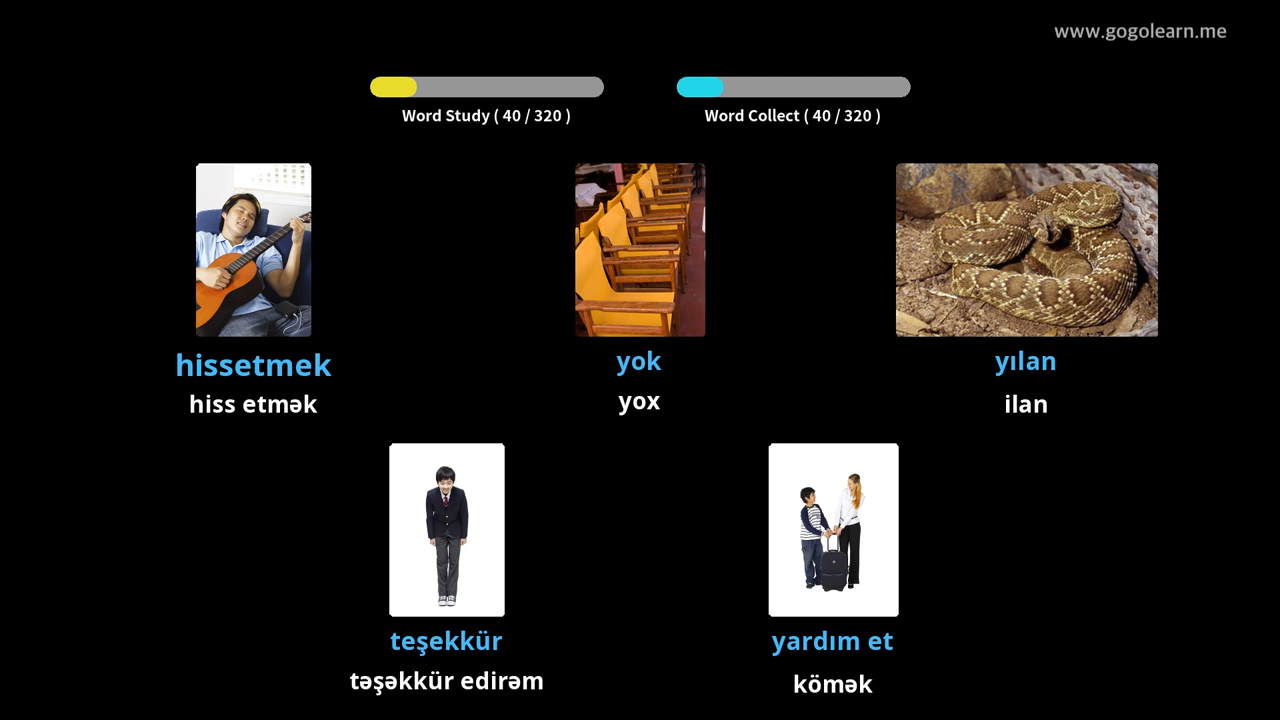 www.gogolearn.me
Word Study ( 40 / 320 )
Word Collect ( 40 / 320 )
hissetmek
hiss etmək
yok
yox
yılan
ilan
teşekkür
təşəkkür edirəm
yardım et
kömək